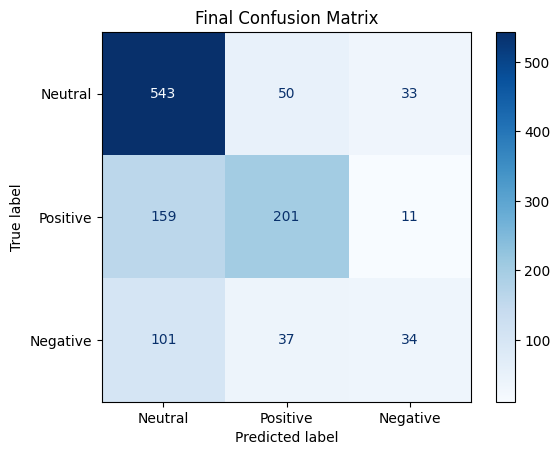 Final Confusion Matrix
Neutral 543 50 33
Positive 159 201 11
Negative 101 37 34
Neutral Positive Negative
Predicted label
True label
500
400
300
200
100